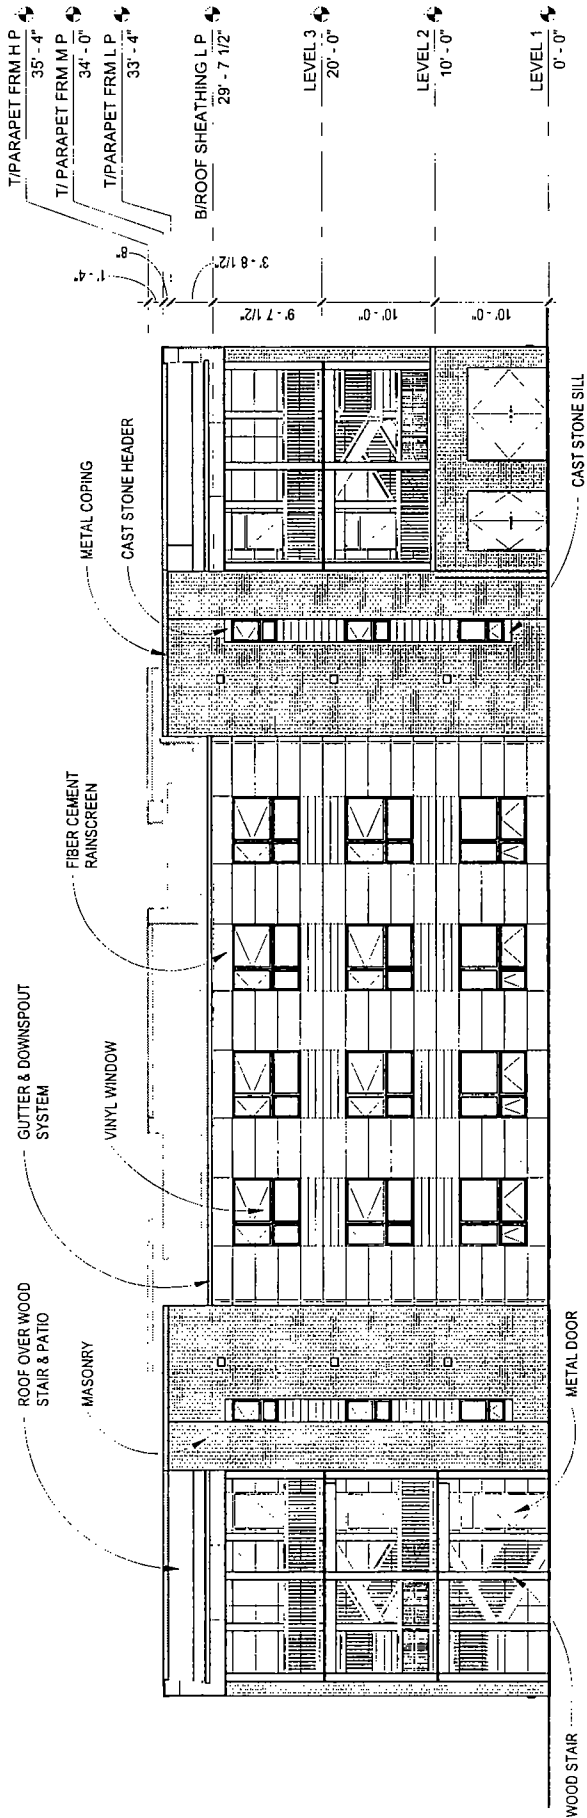 T/PARAPET FRM H P
35' - 4"
T/ PARAPET FRM M P
34' - 0"
T/PARAPET FRM L P
33' - 4"
B/ROOF SHEATHING L P
29' - 7 1/2"
LEVEL 3
20' - 0"
LEVEL 2
10' - 0"
LEVEL 1
0' - 0"
1' - 4"
8"
3' - 8 1/2"
9' - 7 1/2"
10' - 0"
10' - 0"
METAL COPING
CAST STONE HEADER
CAST STONE SILL
FIBER CEMENT
RAINSCREEN
GUTTER & DOWNSPOUT
SYSTEM
VINYL WINDOW
ROOF OVER WOOD
STAIR & PATIO
MASONRY
METAL DOOR
WOOD STAIR